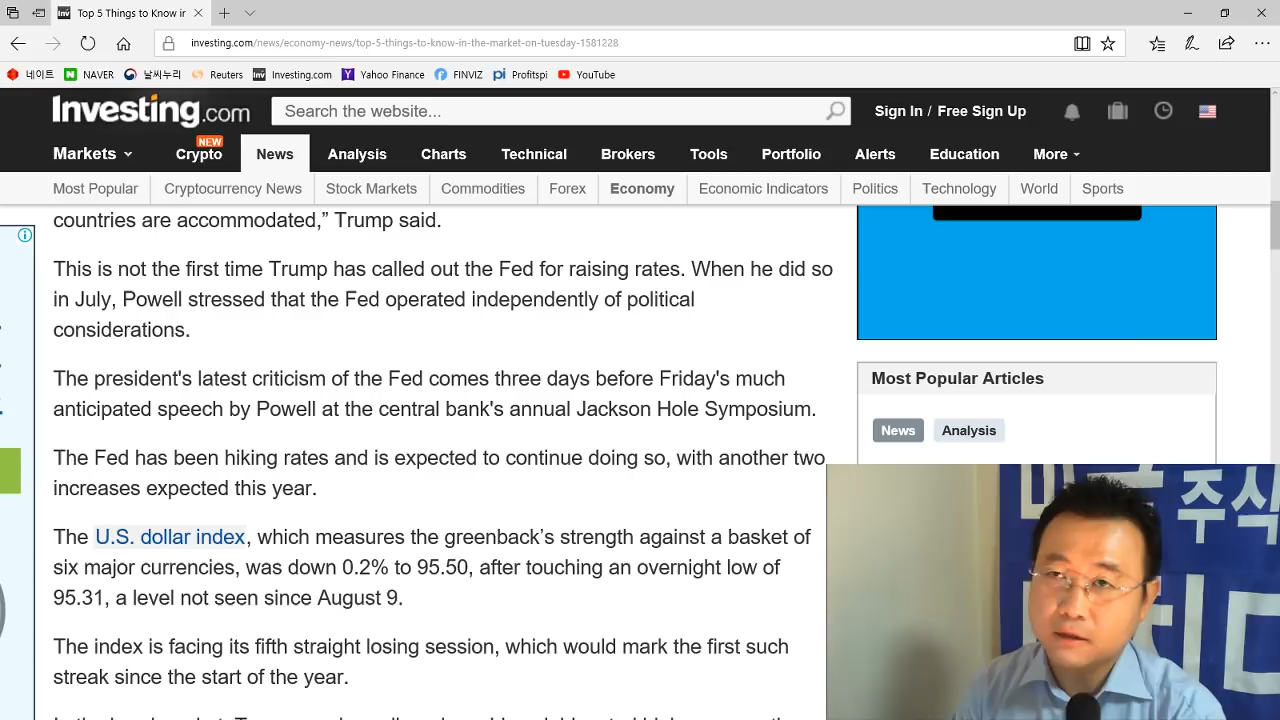 Top 5 Things to Know in
investing.com/news/economy-news/top-5-things-to-know-in-the-market-on-tuesday-1581228
네이트 NAVER 날씨누리 Reuters Investing.com Yahoo Finance FINVIZ Profitspi YouTube
Investing.com Search the website... Sign In / Free Sign Up
NEW
Markets Crypto News Analysis Charts Technical Brokers Tools Portfolio Alerts Education More
Most Popular Cryptocurrency News Stock Markets Commodities Forex Economy Economic Indicators Politics Technology World Sports
countries are accommodated,” Trump said.
This is not the first time Trump has called out the Fed for raising rates. When he did so
in July, Powell stressed that the Fed operated independently of political
considerations.
The president's latest criticism of the Fed comes three days before Friday's much
anticipated speech by Powell at the central bank's annual Jackson Hole Symposium.
The Fed has been hiking rates and is expected to continue doing so, with another two
increases expected this year.
The U.S. dollar index, which measures the greenback’s strength against a basket of
six major currencies, was down 0.2% to 95.50, after touching an overnight low of
95.31, a level not seen since August 9.
The index is facing its fifth straight losing session, which would mark the first such
streak since the start of the year.
Most Popular Articles
News Analysis
주식